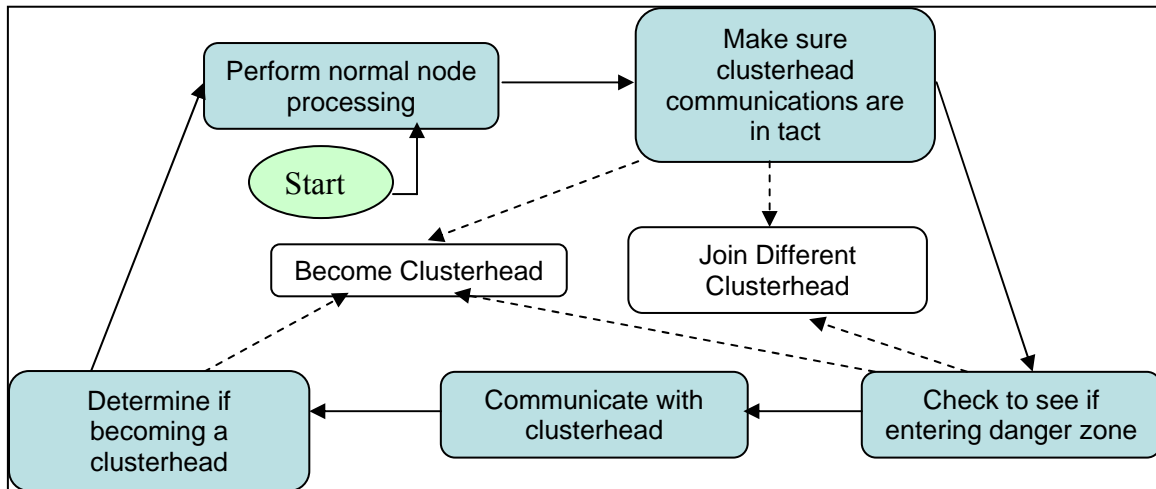 Perform normal node
processing
Make sure
clusterhead
communications are
in tact
Start
Become Clusterhead
Join Different
Clusterhead
Determine if
becoming a
clusterhead
Communicate with
clusterhead
Check to see if
entering danger zone